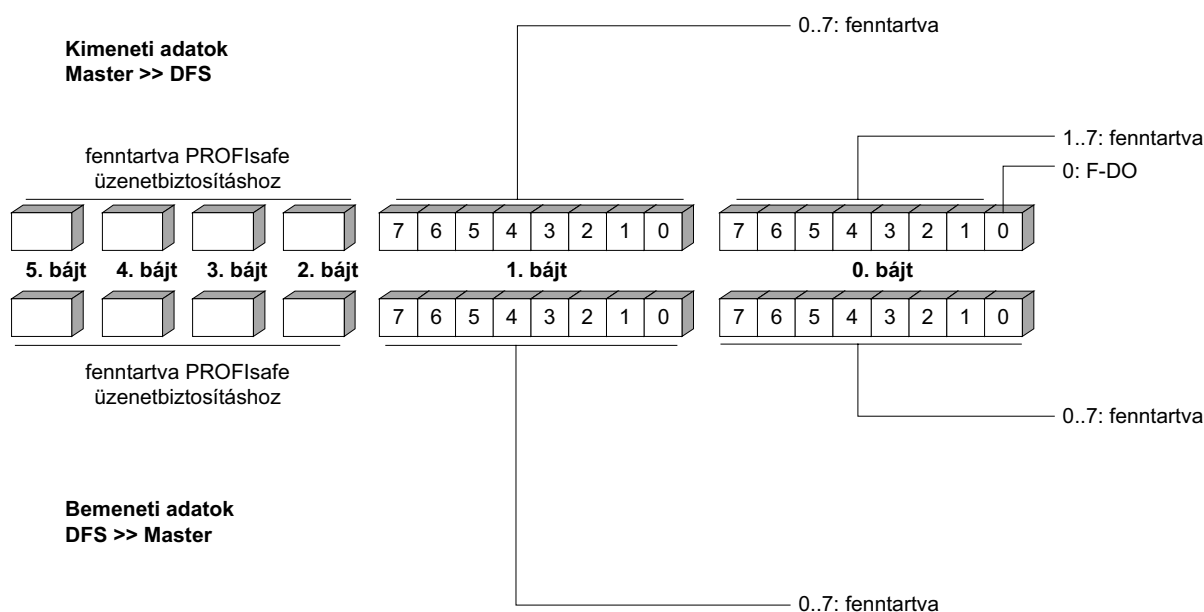 0..7: fenntartva
Kimeneti adatok
Master >> DFS
1..7: fenntartva
fenntartva PROFIsafe
üzenetbiztosításhoz
0: F-DO
7 6 5 4 3 2 1 0 7 6 5 4 3 2 1 0
5. bájt 4. bájt 3. bájt 2. bájt 1. bájt 0. bájt
7 6 5 4 3 2 1 0 7 6 5 4 3 2 1 0
fenntartva PROFIsafe
üzenetbiztosításhoz
0..7: fenntartva
Bemeneti adatok
DFS >> Master
0..7: fenntartva